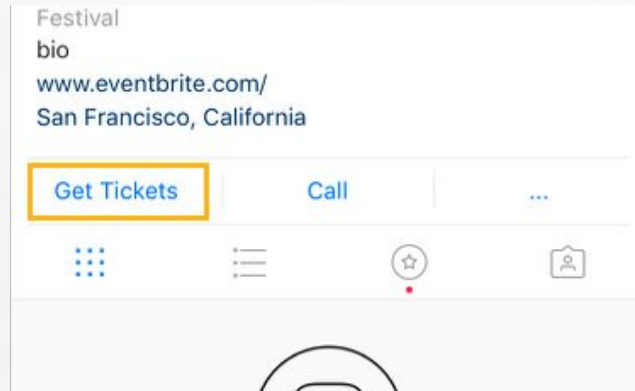 Festival
bio
www.eventbrite.com/
San Francisco, California
Get Tickets Call ...